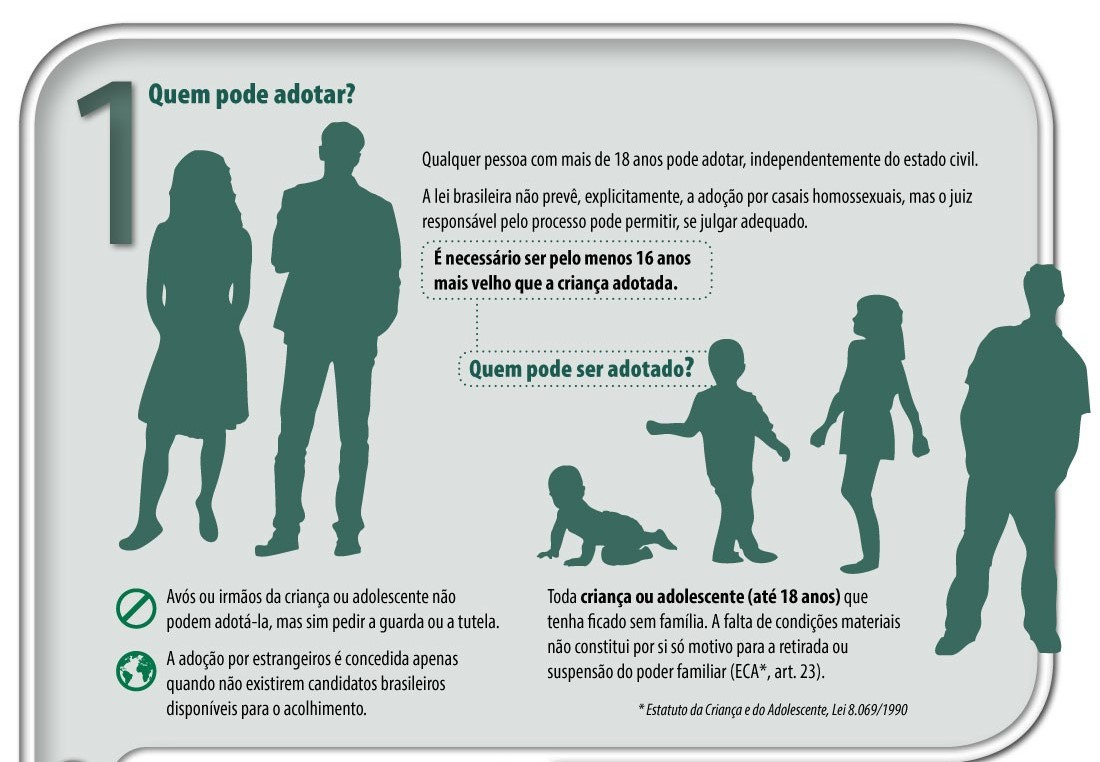 1
Quem pode adotar?
Qualquer pessoa com mais de 18 anos pode adotar, independentemente do estado civil.
A lei brasileira não prevê, explicitamente, a adoção por casais homossexuais, mas o juiz
responsável pelo processo pode permitir, se julgar adequado.
É necessário ser pelo menos 16 anos
mais velho que a criança adotada.
Quem pode ser adotado?
Avós ou irmãos da criança ou adolescente não
podem adotá-la, mas sim pedir a guarda ou a tutela.
A adoção por estrangeiros é concedida apenas
quando não existirem candidatos brasileiros
disponíveis para o acolhimento.
Toda criança ou adolescente (até 18 anos) que
tenha ficado sem família. A falta de condições materiais
não constitui por si só motivo para a retirada ou
suspensão do poder familiar (ECA*, art. 23).
* Estatuto da Criança e do Adolescente, Lei 8.069/1990